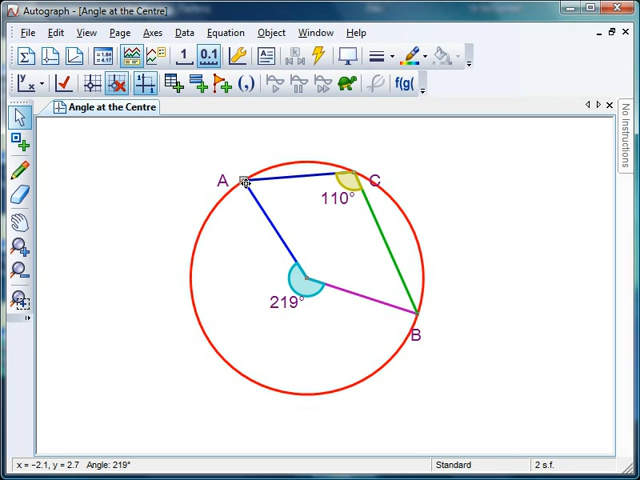 Autograph - [Angle at the Centre]
File Edit View Page Axes Data Equation Object Window Help
1 0.1
y x f(g(
Angle at the Centre
No Instructions
A C
110°
219°
B
x = -2.1, y = 2.7 Angle: 219° Standard 2 s.f.